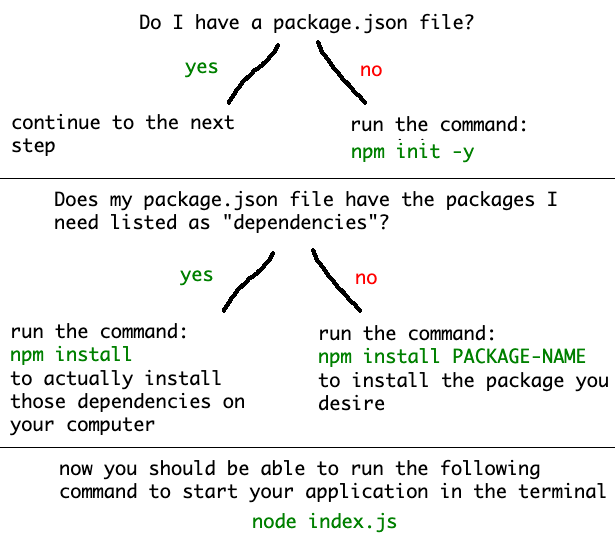 Do I have a package.json file?
yes
no
continue to the next
step
run the command:
npm init -y
Does my package.json file have the packages I
need listed as "dependencies"?
yes
no
run the command:
npm install
to actually install
those dependencies on
your computer
run the command:
npm install PACKAGE-NAME
to install the package you
desire
now you should be able to run the following
command to start your application in the terminal
node index.js